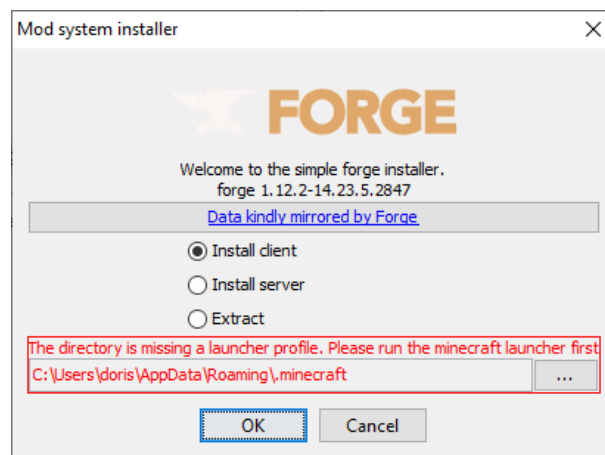 Mod system installer
FORGE
Welcome to the simple forge installer.
forge 1.12.2-14.23.5.2847
Data kindly mirrored by Forge
Install client
Install server
Extract
The directory is missing a launcher profile. Please run the minecraft launcher first
C:\Users\doris\AppData\Roaming\.minecraft
...
OK Cancel